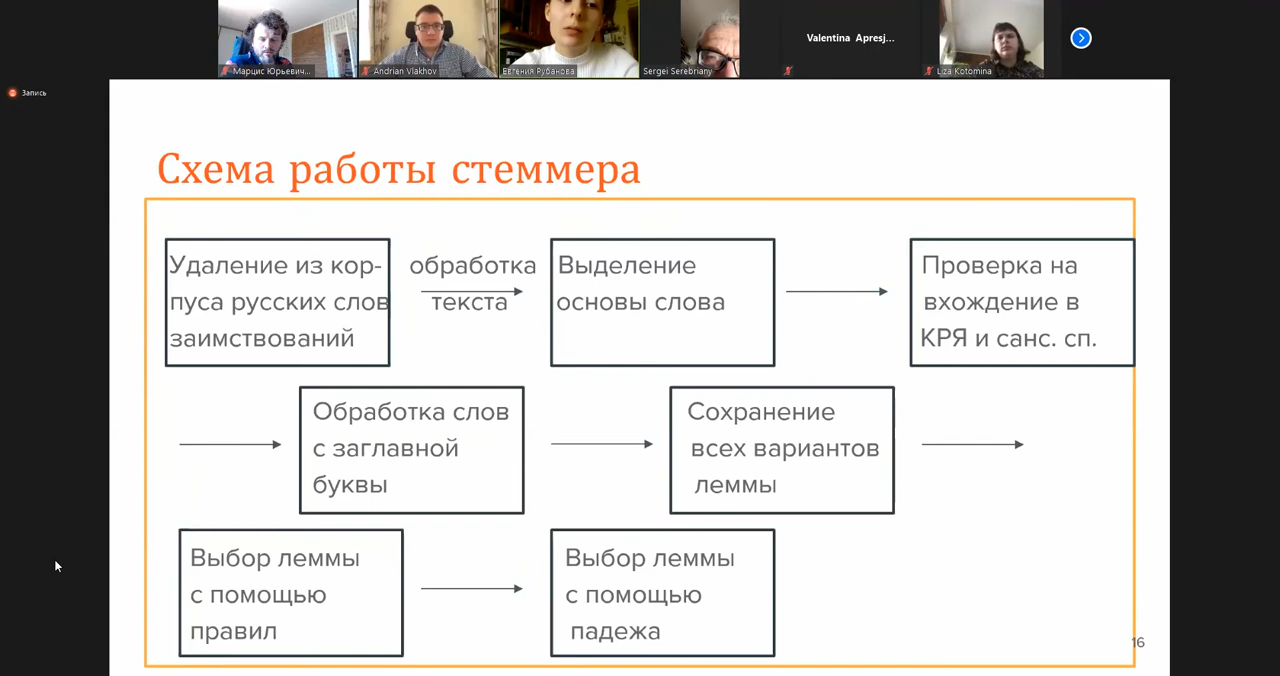 Марцис Юрьевич...
Andrian Vlakhov
Евгения Рубанова
Sergei Serebriany
Valentina Apresj...
Liza Kotomina
Запись
Схема работы стеммера
Удаление из кор-
пуса русских слов
заимствований
обработка
текста
Выделение
основы слова
Проверка на
вхождение в
КРЯ и санс. сп.
Обработка слов
с заглавной
буквы
Сохранение
всех вариантов
леммы
Выбор леммы
с помощью
правил
Выбор леммы
с помощью
падежа
16